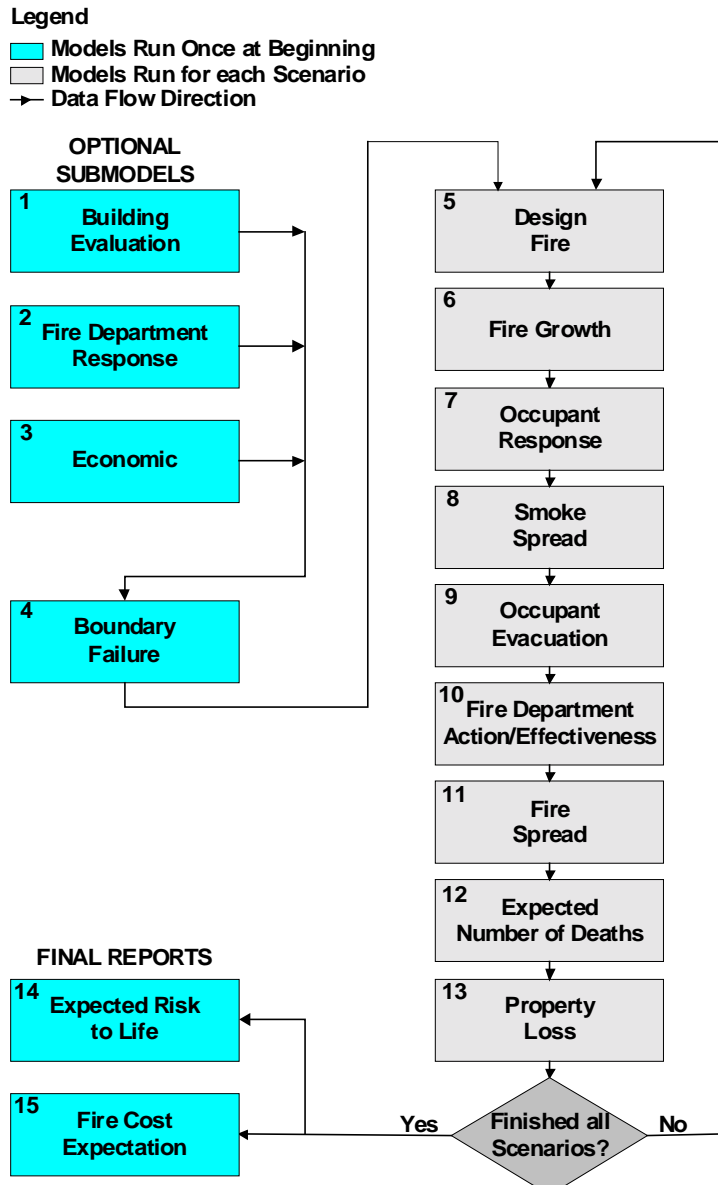 Legend
Models Run Once at Beginning
Models Run for each Scenario
Data Flow Direction
OPTIONAL
SUBMODELS
1
Building
Evaluation
2
Fire Department
Response
3
Economic
4
Boundary
Failure
5
Design
Fire
6
Fire Growth
7
Occupant
Response
8
Smoke
Spread
9
Occupant
Evacuation
10
Fire Department
Action/Effectiveness
11
Fire
Spread
12
Expected
Number of Deaths
13
Property
Loss
Finished all
Scenarios?
Yes
No
FINAL REPORTS
14
Expected Risk
to Life
15
Fire Cost
Expectation